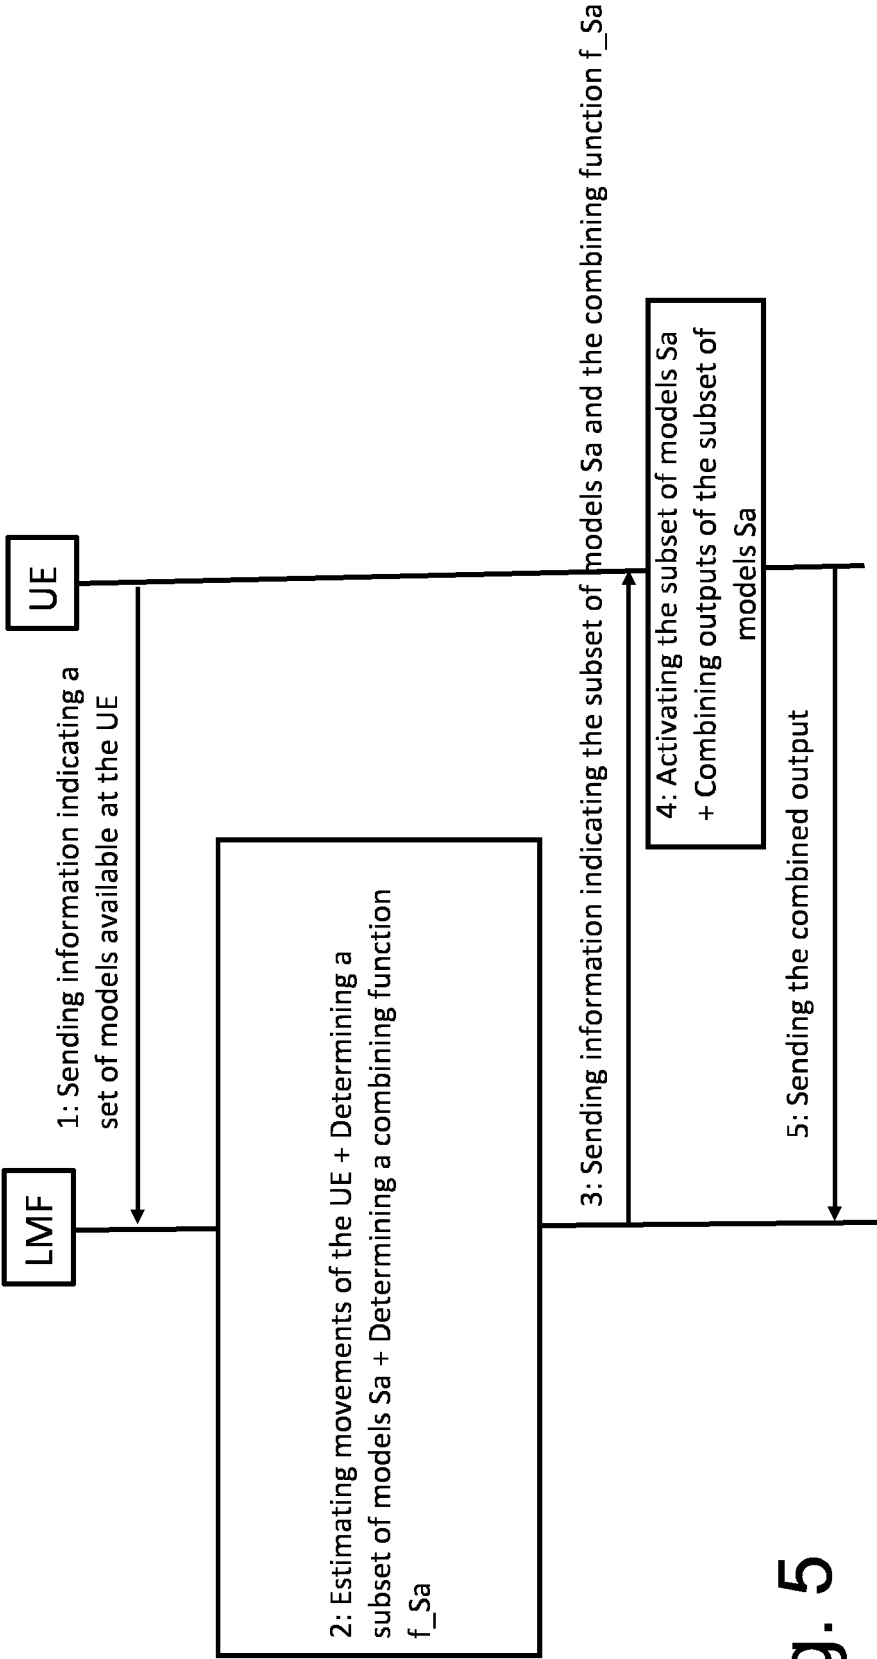 LMF
UE
1: Sending information indicating a
set of models available at the UE
2: Estimating movements of the UE + Determining a
subset of models Sa + Determining a combining function
f_Sa
3: Sending information indicating the subset of models Sa and the combining function f_Sa
4: Activating the subset of models Sa
+ Combining outputs of the subset of
models Sa
5: Sending the combined output
g. 5